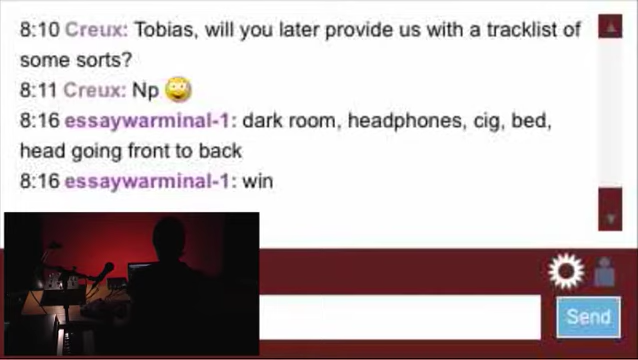 8:10 Creux: Tobias, will you later provide us with a tracklist of
some sorts?
8:11 Creux: Np
8:16 essaywarminal-1: dark room, headphones, cig, bed,
head going front to back
8:16 essaywarminal-1: win
Send